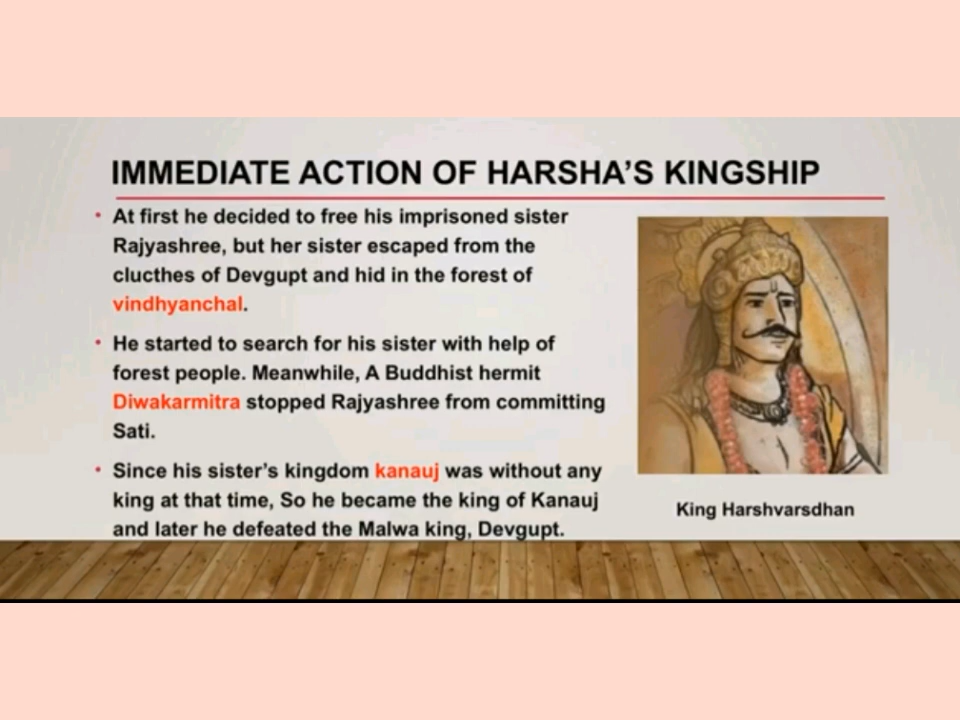 IMMEDIATE ACTION OF HARSHA'S KINGSHIP
• At first he decided to free his imprisoned sister
Rajyashree, but her sister escaped from the
clucthes of Devgupt and hid in the forest of
vindhyanchal.
• He started to search for his sister with help of
forest people. Meanwhile, A Buddhist hermit
Diwakarmitra stopped Rajyashree from committing
Sati.
• Since his sister's kingdom kanauj was without any
king at that time, So he became the king of Kanauj
and later he defeated the Malwa king, Devgupt.
King Harshvarsdhan